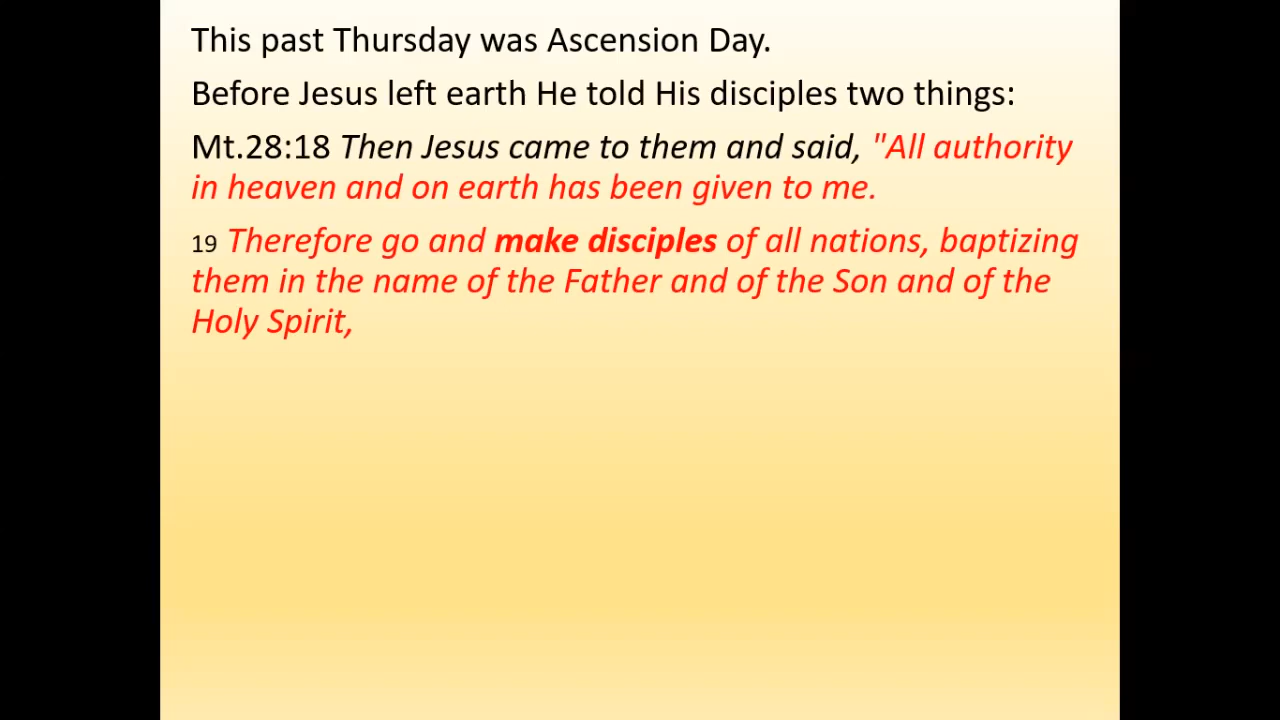 This past Thursday was Ascension Day.
Before Jesus left earth He told His disciples two things:
Mt.28:18 Then Jesus came to them and said, "All authority
in heaven and on earth has been given to me.
19 Therefore go and make disciples of all nations, baptizing
them in the name of the Father and of the Son and of the
Holy Spirit,